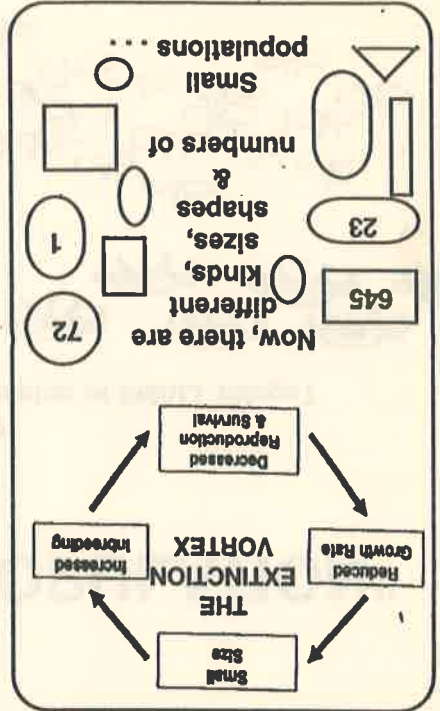 Small
Size
THE
EXTINCTION
VORTEX
Increased
Inbreeding
Reduced
Growth Rate
Decreased
Reproduction
& Survival
Now, there are
different
kinds,
sizes,
shapes
&
numbers of
Small
populations ...
72
645
1
23